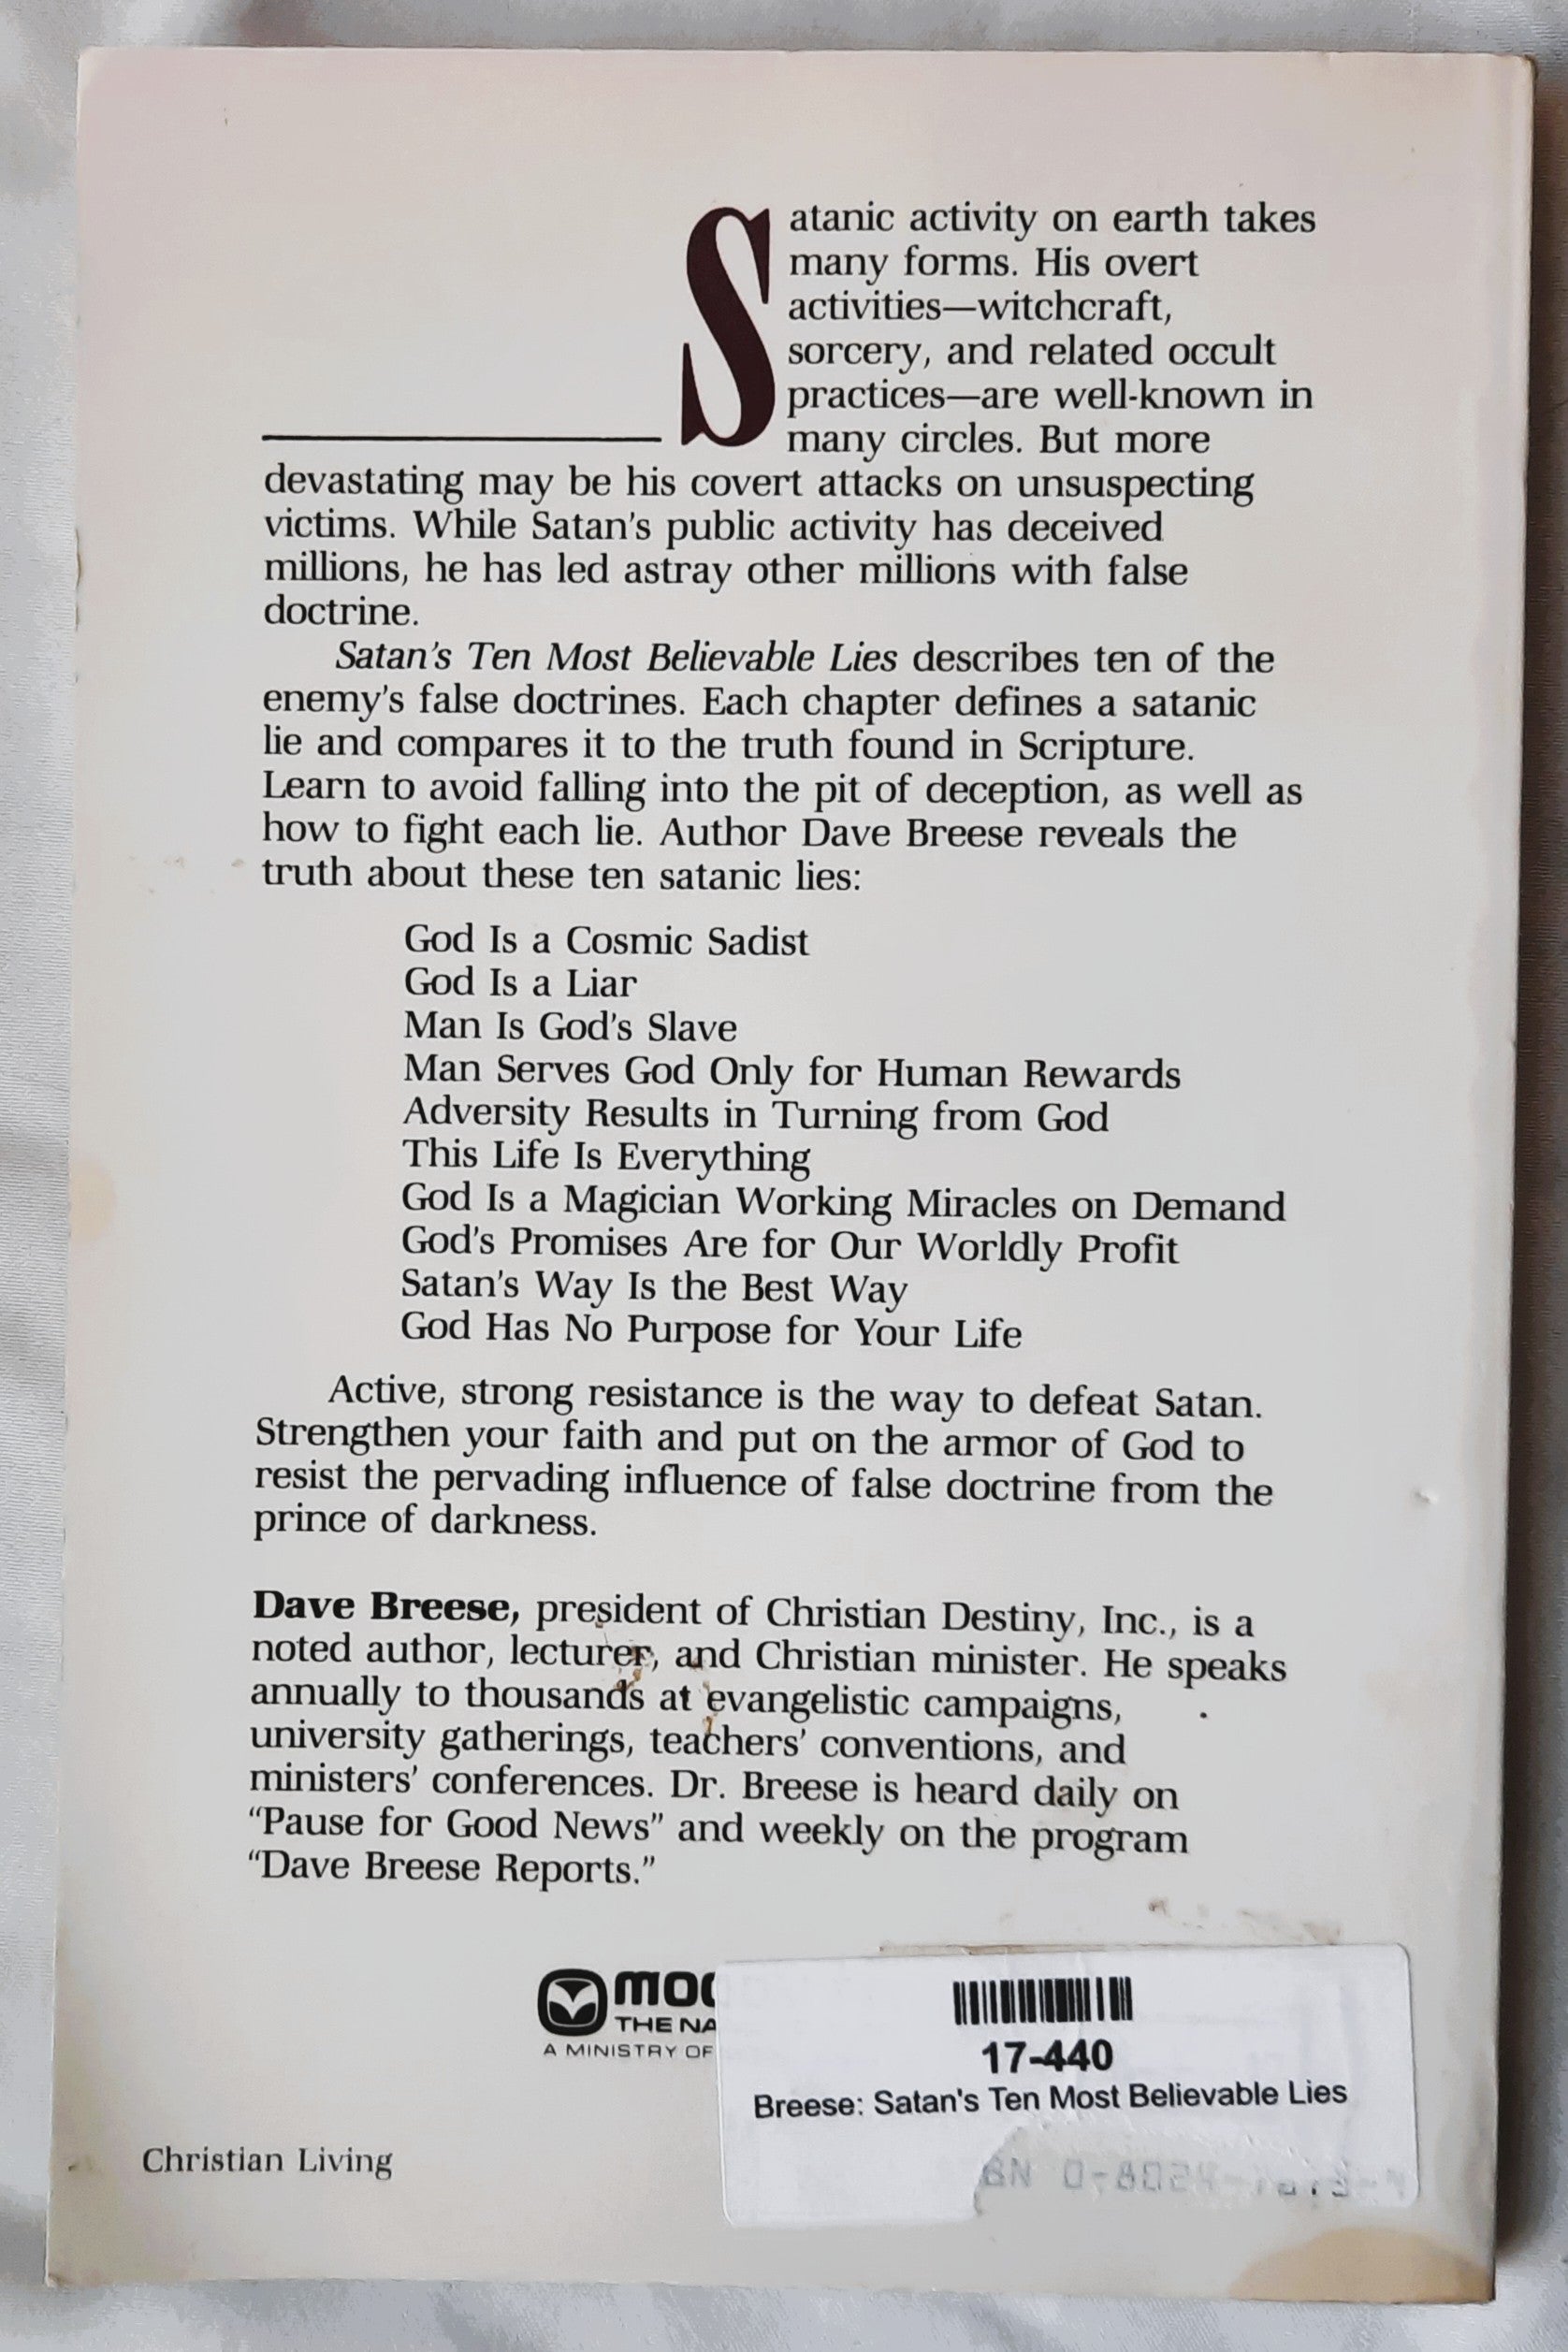 Satanic activity on earth takes
many forms. His overt
activities—witchcraft,
sorcery, and related occult
practices—are well-known in
many circles. But more
devastating may be his covert attacks on unsuspecting
victims. While Satan's public activity has deceived
millions, he has led astray other millions with false
doctrine.
Satan's Ten Most Believable Lies describes ten of the
enemy's false doctrines. Each chapter defines a satanic
lie and compares it to the truth found in Scripture.
Learn to avoid falling into the pit of deception, as well as
how to fight each lie. Author Dave Breese reveals the
truth about these ten satanic lies:
God Is a Cosmic Sadist
God Is a Liar
Man Is God's Slave
Man Serves God Only for Human Rewards
Adversity Results in Turning from God
This Life Is Everything
God Is a Magician Working Miracles on Demand
God's Promises Are for Our Worldly Profit
Satan's Way Is the Best Way
God Has No Purpose for Your Life
Active, strong resistance is the way to defeat Satan.
Strengthen your faith and put on the armor of God to
resist the pervading influence of false doctrine from the
prince of darkness.
Dave Breese, president of Christian Destiny, Inc., is a
noted author, lecturer, and Christian minister. He speaks
annually to thousands at evangelistic campaigns,
university gatherings, teachers' conventions, and
ministers' conferences. Dr. Breese is heard daily on
“Pause for Good News” and weekly on the program
“Dave Breese Reports.”
THE
A MINISTRY OF
17-440
Breese: Satan's Ten Most Believable Lies
Christian Living